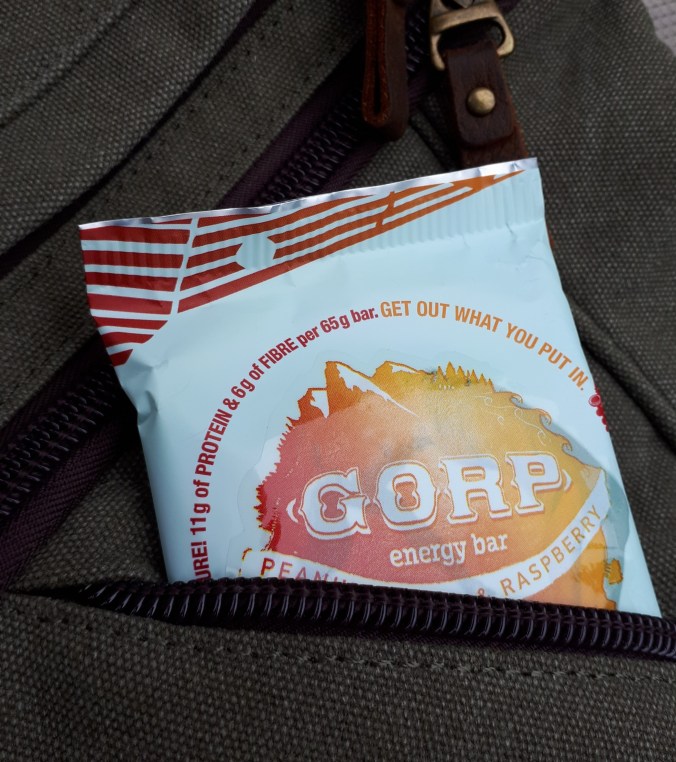 URE! 11g of PROTEIN & 6g of FIBRE per 65g bar. GET OUT WHAT YOU PUT IN.
GORP
energy bar
PEANU & RASPBERRY